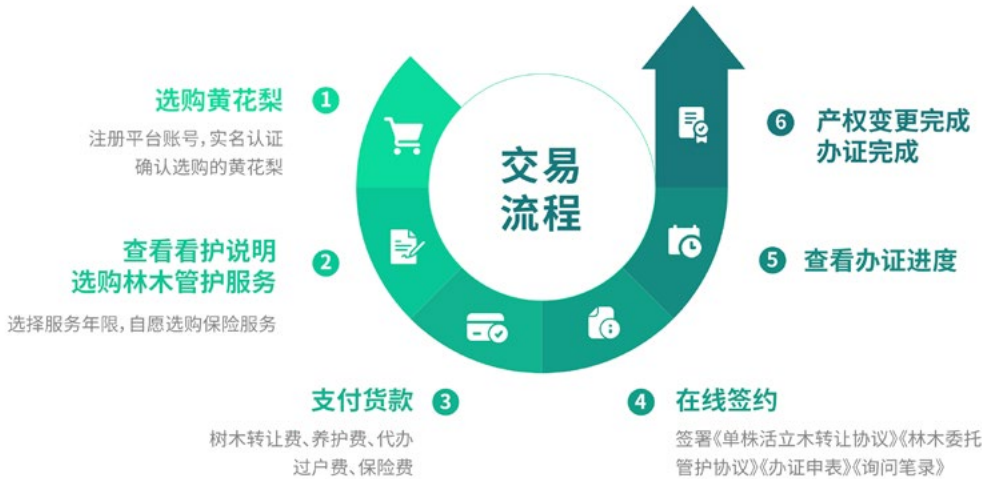 交易
流程
1
选购黄花梨
注册平台账号,实名认证
确认选购的黄花梨
2
查看看护说明
选购林木管护服务
选择服务年限,自愿选购保险服务
3
支付货款
树木转让费、养护费、代办
过户费、保险费
4
在线签约
签署《单株活立木转让协议》《林木委托
管护协议》《办证申表》《询问笔录》
5
查看办证进度
6
产权变更完成
办证完成